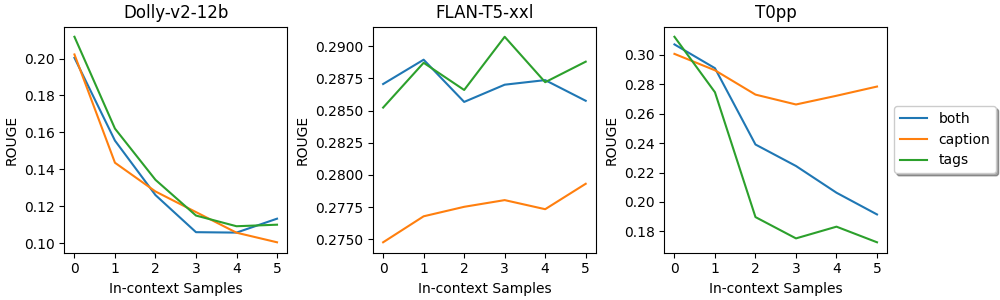 Dolly-v2-12b
ROUGE
0.20
0.18
0.16
0.14
0.12
0.10
0 1 2 3 4 5
In-context Samples
FLAN-T5-xxl
ROUGE
0.2900
0.2875
0.2850
0.2825
0.2800
0.2775
0.2750
0 1 2 3 4 5
In-context Samples
T0pp
ROUGE
0.30
0.28
0.26
0.24
0.22
0.20
0.18
0 1 2 3 4 5
In-context Samples
both
caption
tags